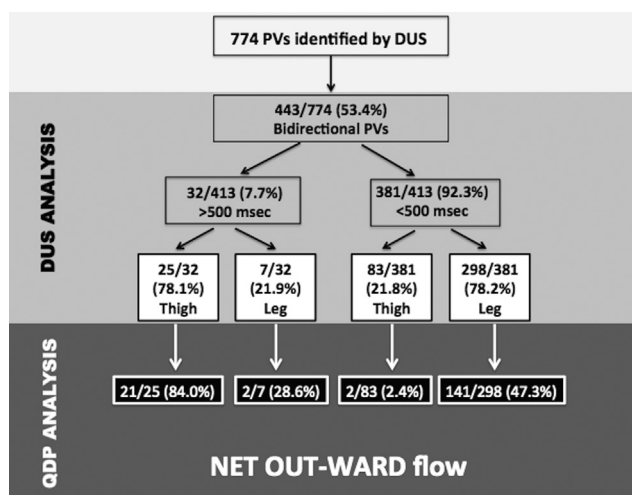 774 PVs identified by DUS
DUS ANALYSIS
443/774 (53.4%)
Bidirectional PVs
32/413 (7.7%)
>500 msec
381/413 (92.3%)
<500 msec
25/32
(78.1%)
Thigh
7/32
(21.9%)
Leg
83/381
(21.8%)
Thigh
298/381
(78.2%)
Leg
QDP ANALYSIS
21/25 (84.0%)
2/7 (28.6%)
2/83 (2.4%)
141/298 (47.3%)
NET OUT-WARD flow